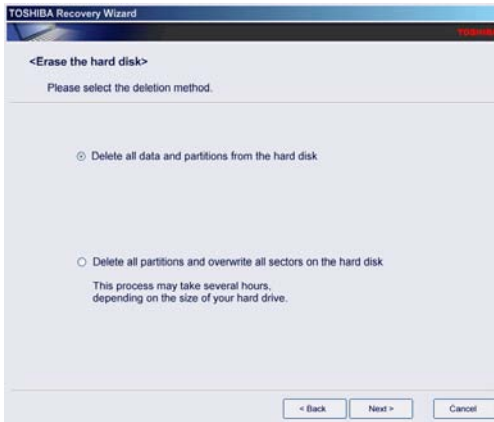 TOSHIBA Recovery Wizard
TOSHIBA
<Erase the hard disk>
Please select the deletion method.
Delete all data and partitions from the hard disk
Delete all partitions and overwrite all sectors on the hard disk
This process may take several hours,
depending on the size of your hard drive.
< Back Next > Cancel